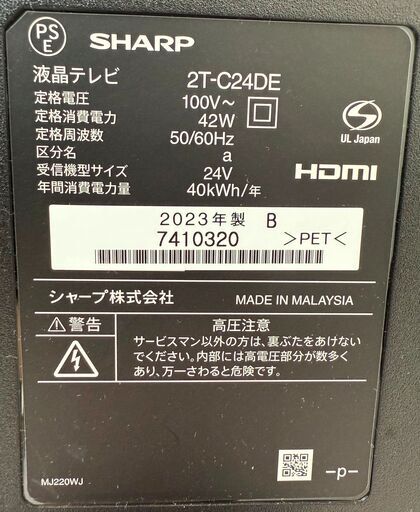 PS
E
SHARP
液晶テレビ 2T-C24DE
定格電圧 100V～
定格消費電力 42W
定格周波数 50/60Hz
区分名 a
受信機型サイズ 24V
年間消費電力量 40kWh/年
UL Japan
HDMI
2023年製 B
7410320 ＞PET＜
シャープ株式会社 MADE IN MALAYSIA
⚠警告
高圧注意
サービスマン以外の方は、裏ぶたをあけない
でください。内部には高電圧部分が数多く
あり、万一さわると危険です。
MJ220WJ
-p-